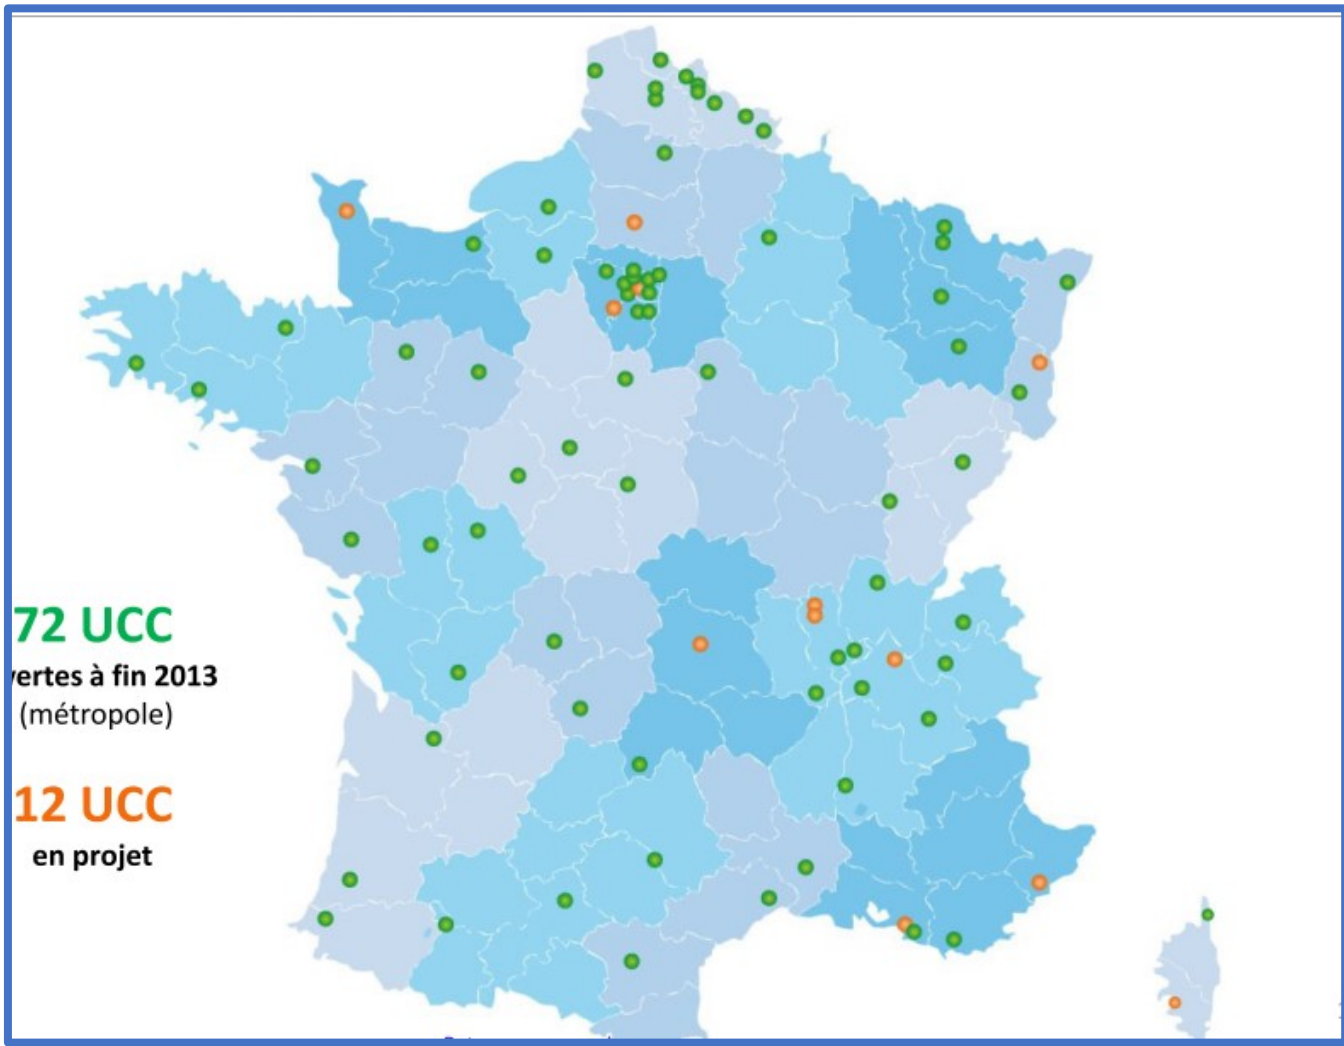 72 UCC
vertes à fin 2013
(métropole)
12 UCC
en projet